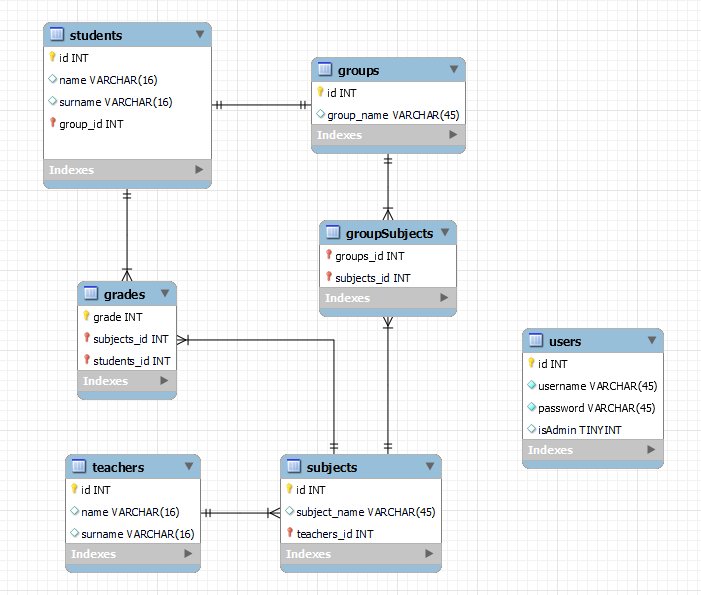 students
id INT
name VARCHAR(16)
surname VARCHAR(16)
group_id INT
Indexes
groups
id INT
group_name VARCHAR(45)
Indexes
groupSubjects
groups_id INT
subjects_id INT
Indexes
grades
grade INT
subjects_id INT
students_id INT
Indexes
users
id INT
username VARCHAR(45)
password VARCHAR(45)
isAdmin TINYINT
Indexes
teachers
id INT
name VARCHAR(16)
surname VARCHAR(16)
Indexes
subjects
id INT
subject_name VARCHAR(45)
teachers_id INT
Indexes